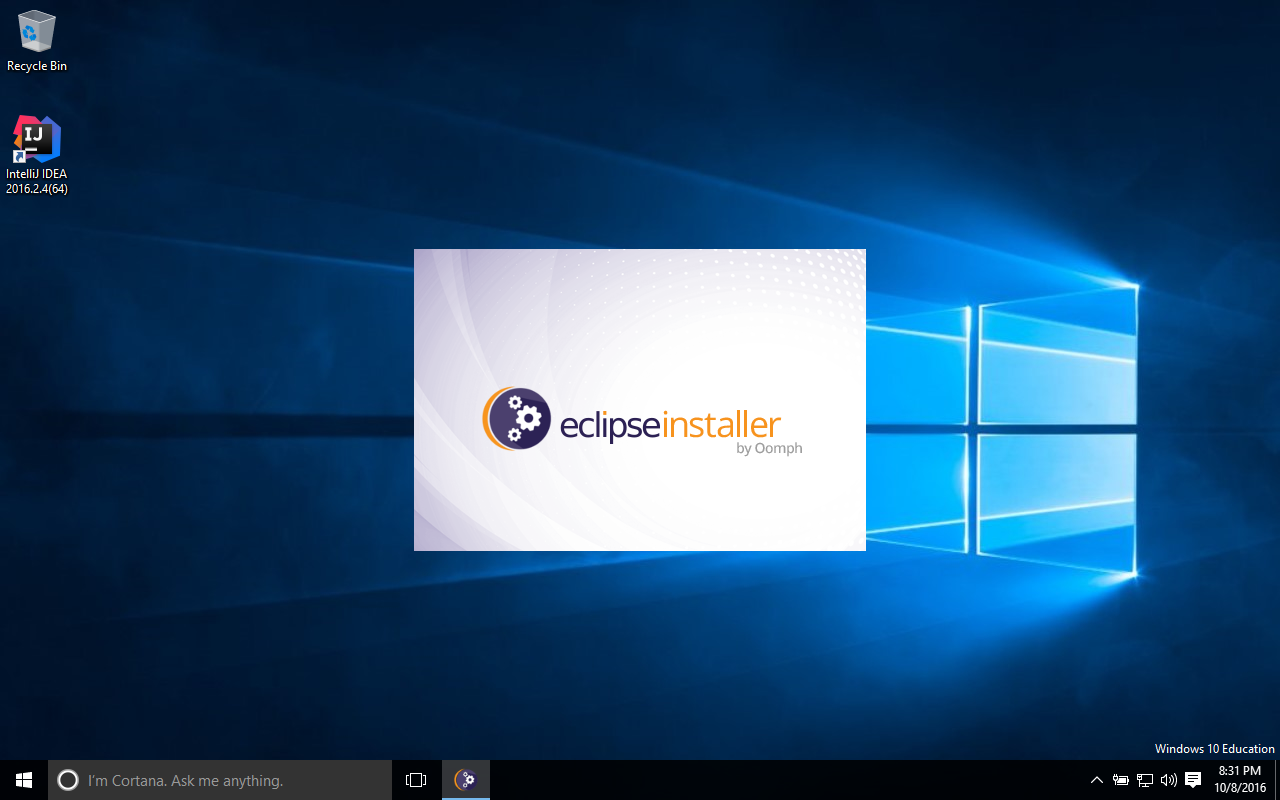 Recycle Bin
IJ
IntelliJ IDEA
2016.2.4(64)
eclipseinstaller
by Oomph
Windows 10 Education
I'm Cortana. Ask me anything.
8:31 PM
10/8/2016